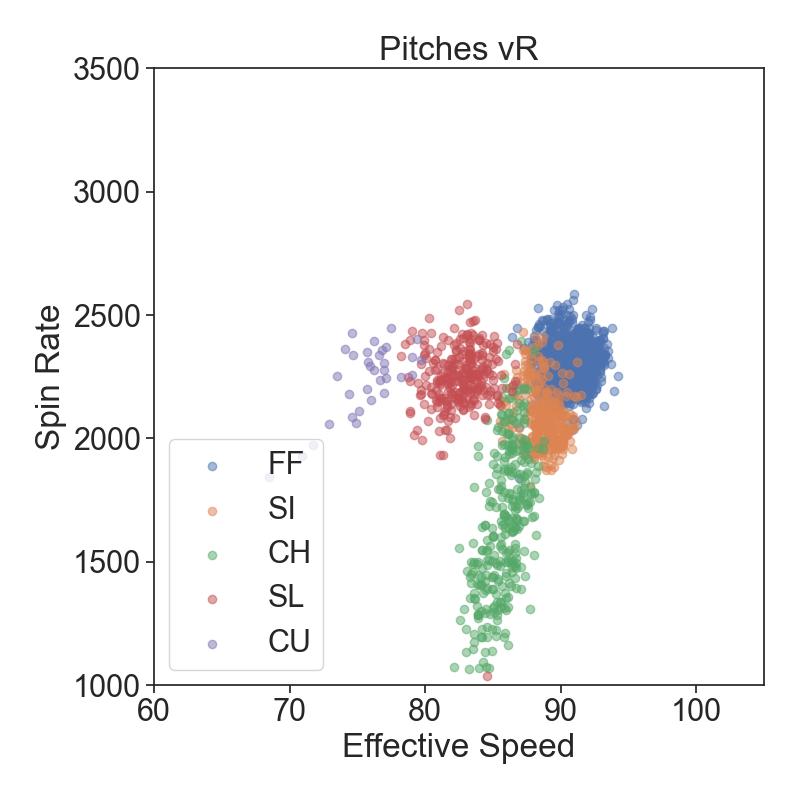 Pitches vR
3500
3000
2500
2000
1500
1000
Spin Rate
FF
SI
CH
SL
CU
60 70 80 90 100
Effective Speed